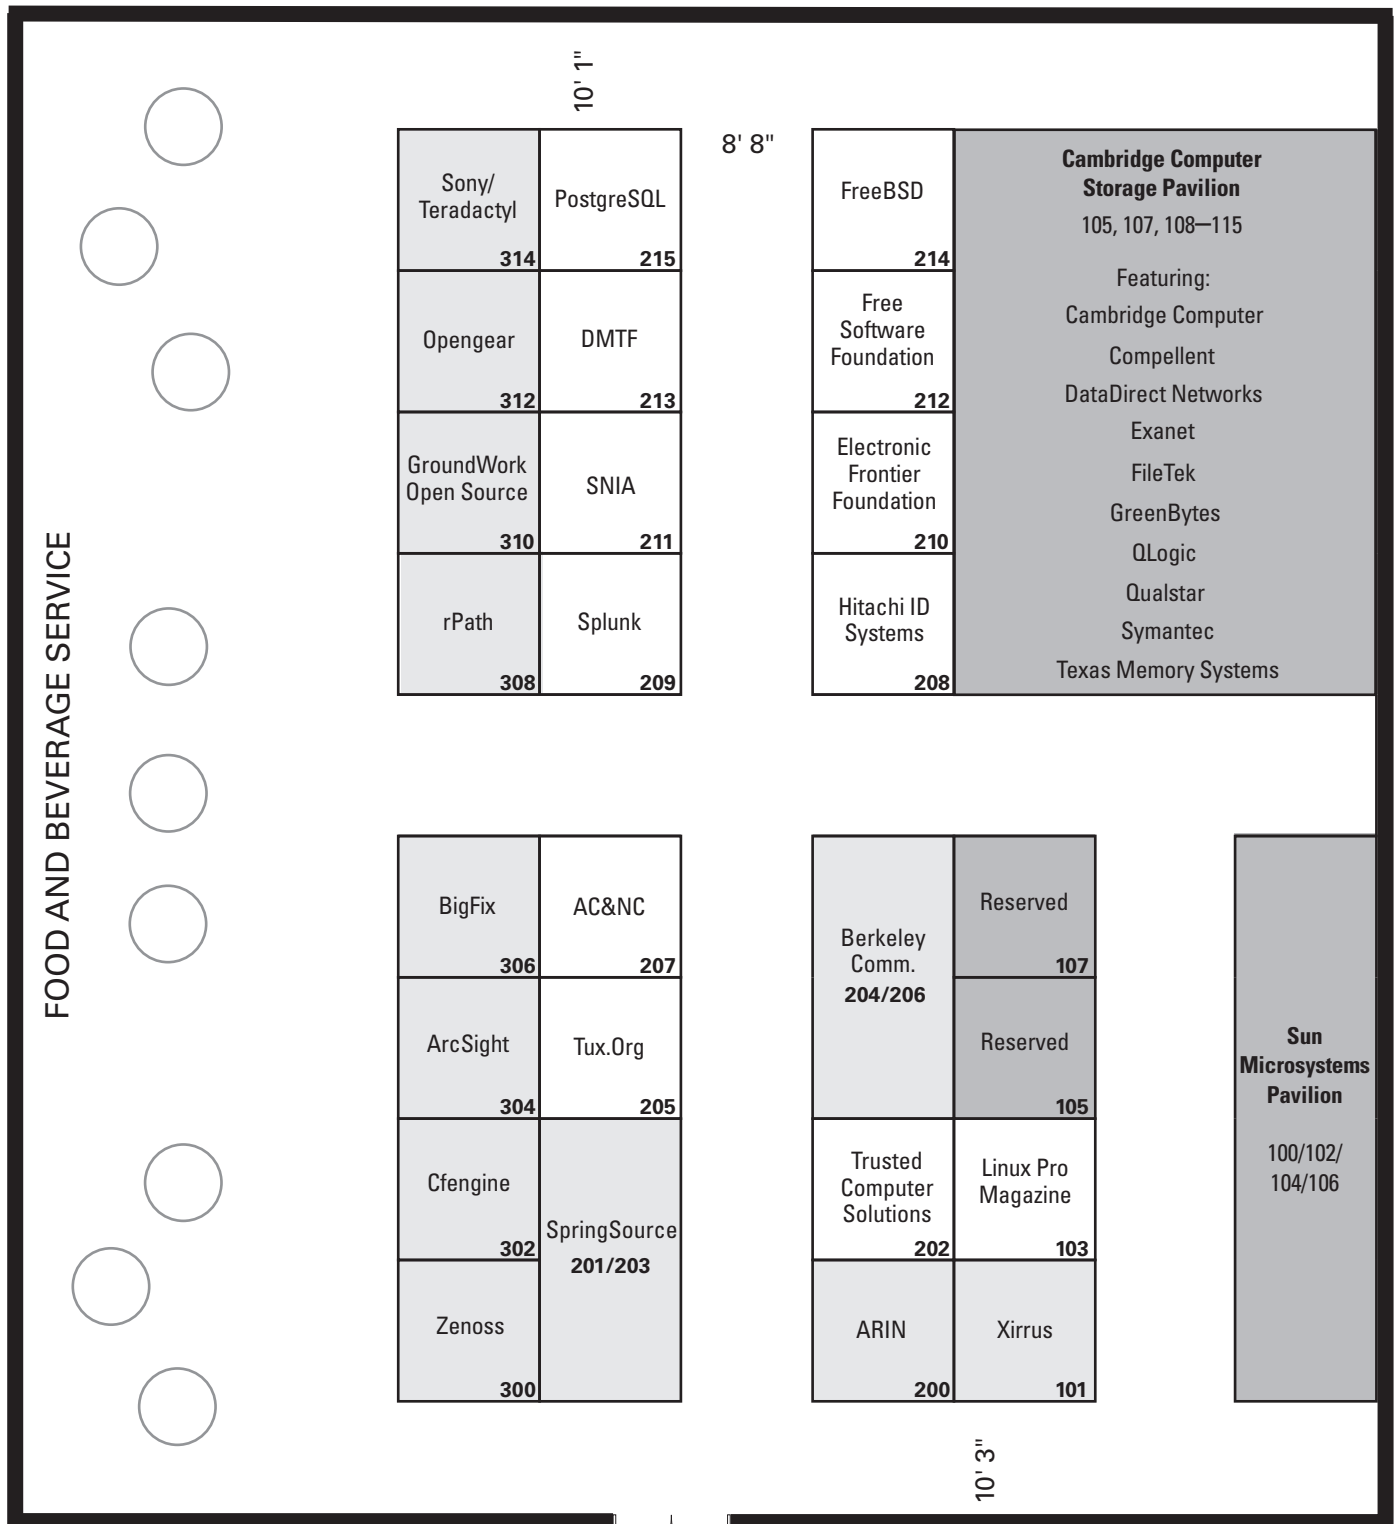 10' 1"
8' 8"
Sony/
Teradactyl
314
PostgreSQL
215
FreeBSD
214
Cambridge Computer
Storage Pavilion
105, 107, 108—115
Featuring:
Cambridge Computer
Compellent
DataDirect Networks
Exanet
FileTek
GreenBytes
QLogic
Qualstar
Symantec
Texas Memory Systems
Opengear
312
DMTF
213
Free
Software
Foundation
212
GroundWork
Open Source
310
SNIA
211
Electronic
Frontier
Foundation
210
rPath
308
Splunk
209
Hitachi ID
Systems
208
FOOD AND BEVERAGE SERVICE
BigFix
306
AC&NC
207
Berkeley
Comm.
204/206
Reserved
107
ArcSight
304
Tux.Org
205
Reserved
105
Sun
Microsystems
Pavilion
100/102/
104/106
Cfengine
302
SpringSource
201/203
Trusted
Computer
Solutions
202
Linux Pro
Magazine
103
Zenoss
300
ARIN
200
Xirrus
101
10' 3"